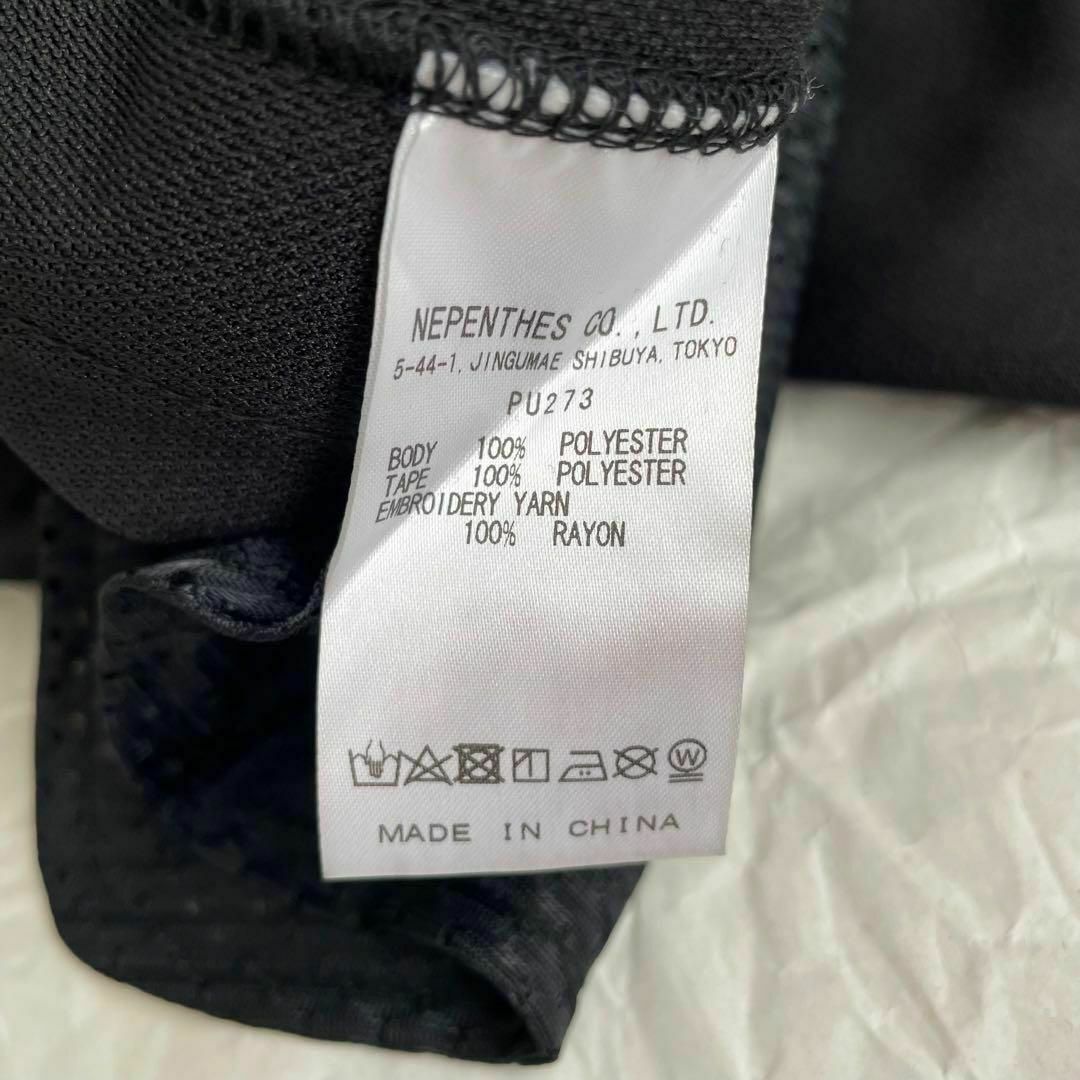 NEPENTHES CO., LTD.
5-44-1, JINGUMAE SHIBUYA, TOKYO
PU273
BODY 100% POLYESTER
TAPE 100% POLYESTER
EMBROIDERY YARN
100% RAYON
W
MADE IN CHINA